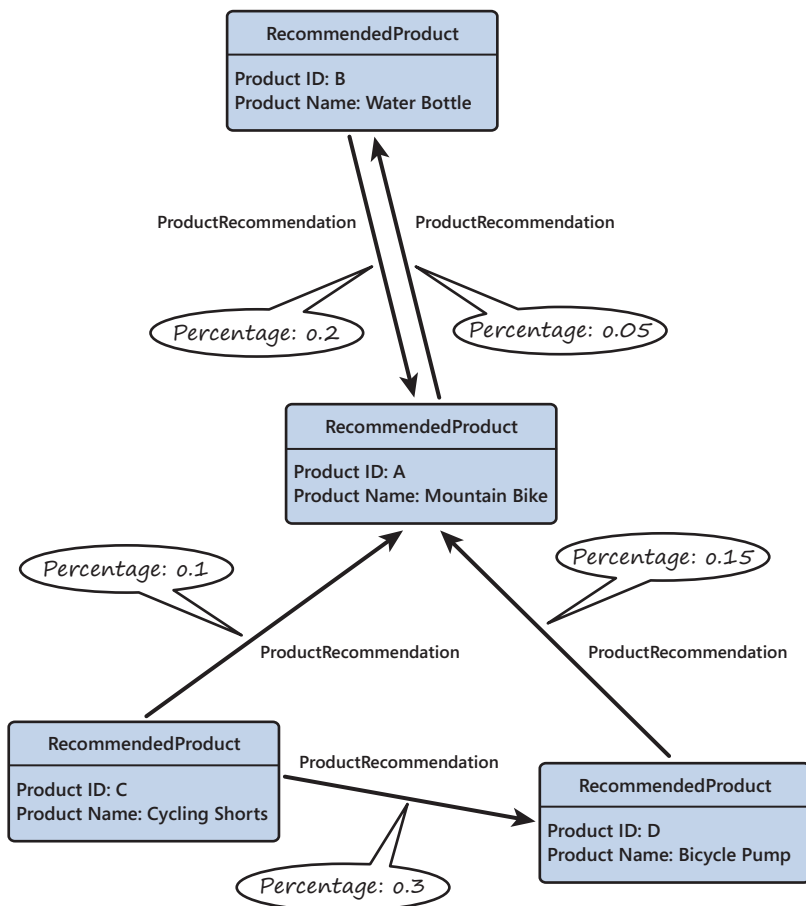 RecommendedProduct
Product ID: B
Product Name: Water Bottle
ProductRecommendation
ProductRecommendation
Percentage: 0.2
Percentage: 0.05
RecommendedProduct
Product ID: A
Product Name: Mountain Bike
Percentage: 0.1
Percentage: 0.15
ProductRecommendation
ProductRecommendation
RecommendedProduct
Product ID: C
Product Name: Cycling Shorts
ProductRecommendation
RecommendedProduct
Product ID: D
Product Name: Bicycle Pump
Percentage: 0.3